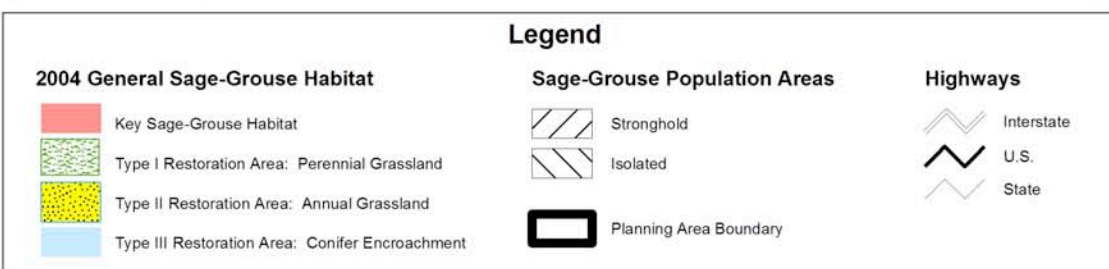 Legend
2004 General Sage-Grouse Habitat
Key Sage-Grouse Habitat
Type I Restoration Area: Perennial Grassland
Type II Restoration Area: Annual Grassland
Type III Restoration Area: Conifer Encroachment
Sage-Grouse Population Areas
Stronghold
Isolated
Planning Area Boundary
Highways
Interstate
U.S.
State